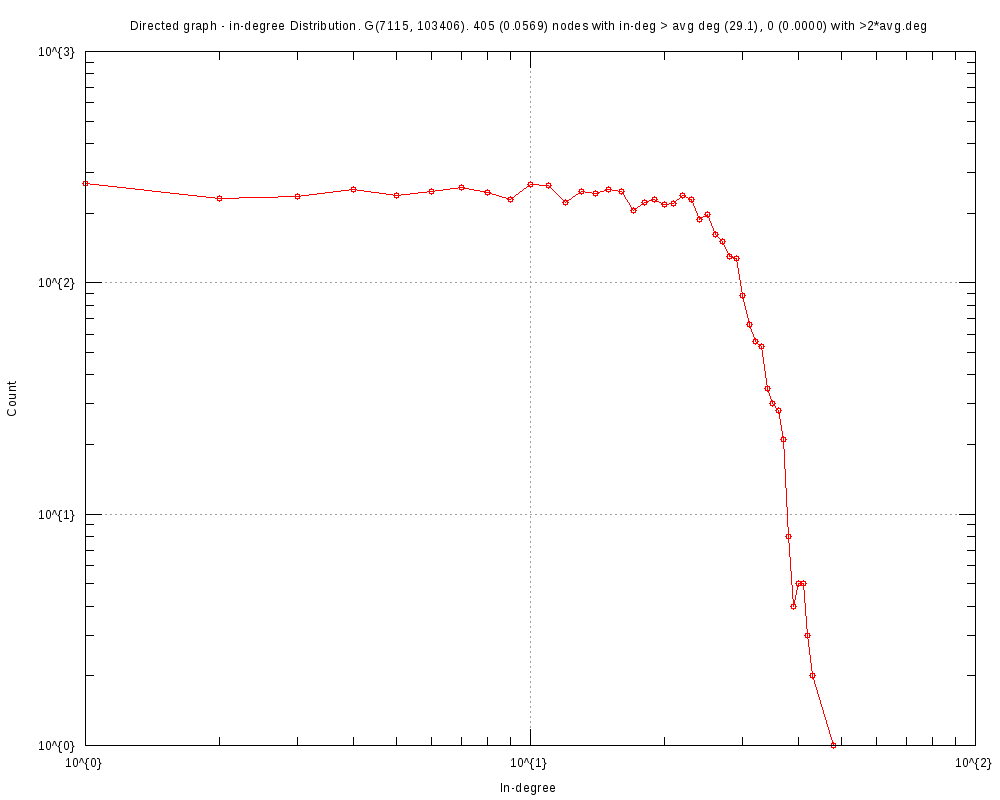 Directed graph - in-degree Distribution. G(7115, 103406). 405 (0.0569) nodes with in-deg > avg deg (29.1), 0 (0.0000) with >2*avg.deg
10^{3}
10^{2}
Count
10^{1}
10^{0}
10^{0} 10^{1} 10^{2}
In-degree